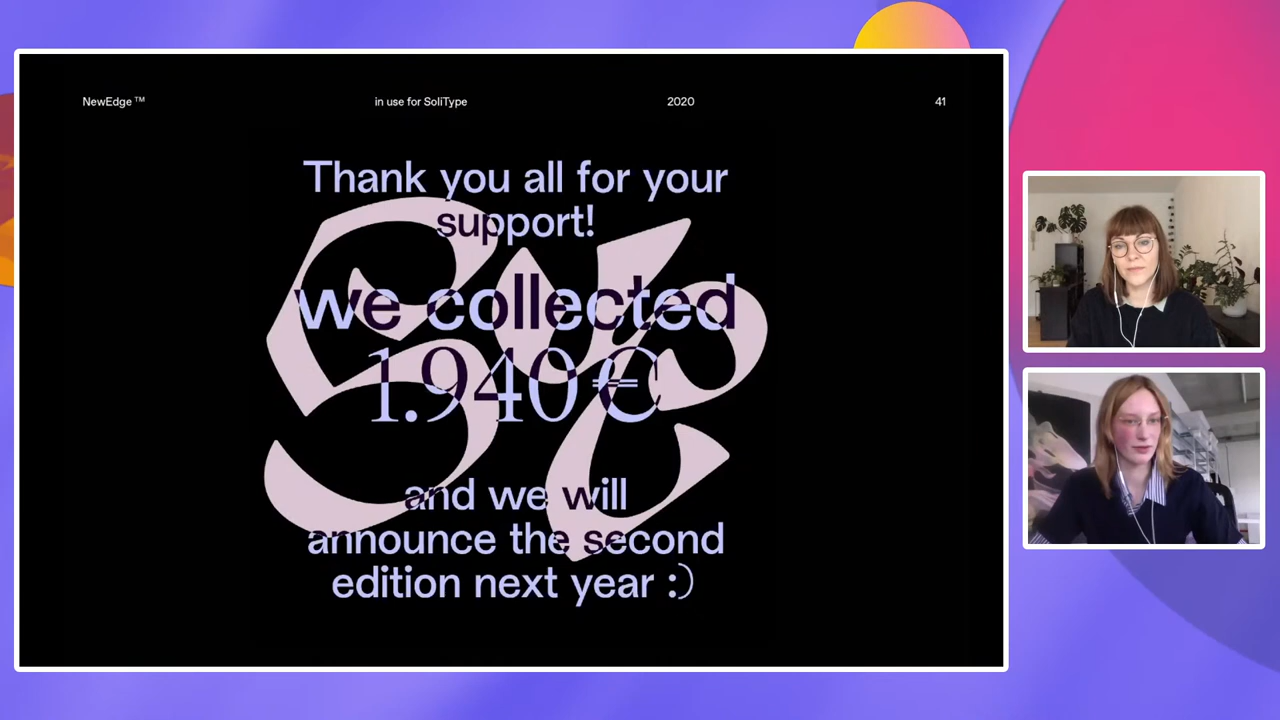 NewEdge ™ in use for SoliType 2020 41
Thank you all for your
support!
we collected
1.940 €
and we will
announce the second
edition next year :)